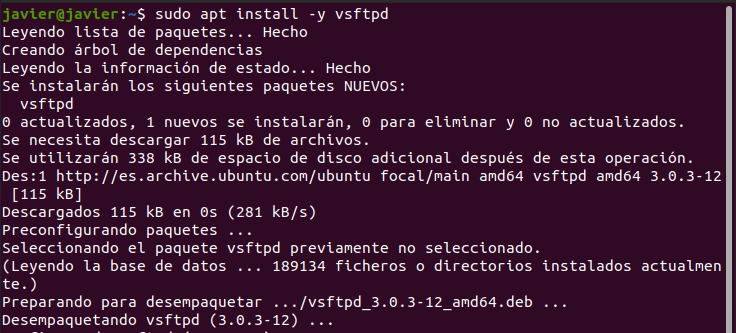 javier@javier:~$ sudo apt install -y vsftpd
Leyendo lista de paquetes... Hecho
Creando árbol de dependencias
Leyendo la información de estado... Hecho
Se instalarán los siguientes paquetes NUEVOS:
  vsftpd
0 actualizados, 1 nuevos se instalarán, 0 para eliminar y 0 no actualizados.
Se necesita descargar 115 kB de archivos.
Se utilizarán 338 kB de espacio de disco adicional después de esta operación.
Des:1 http://es.archive.ubuntu.com/ubuntu focal/main amd64 vsftpd amd64 3.0.3-12
 [115 kB]
Descargados 115 kB en 0s (281 kB/s)
Preconfigurando paquetes ...
Seleccionando el paquete vsftpd previamente no seleccionado.
(Leyendo la base de datos ... 189134 ficheros o directorios instalados actualmen
te.)
Preparando para desempaquetar .../vsftpd_3.0.3-12_amd64.deb ...
Desempaquetando vsftpd (3.0.3-12) ...